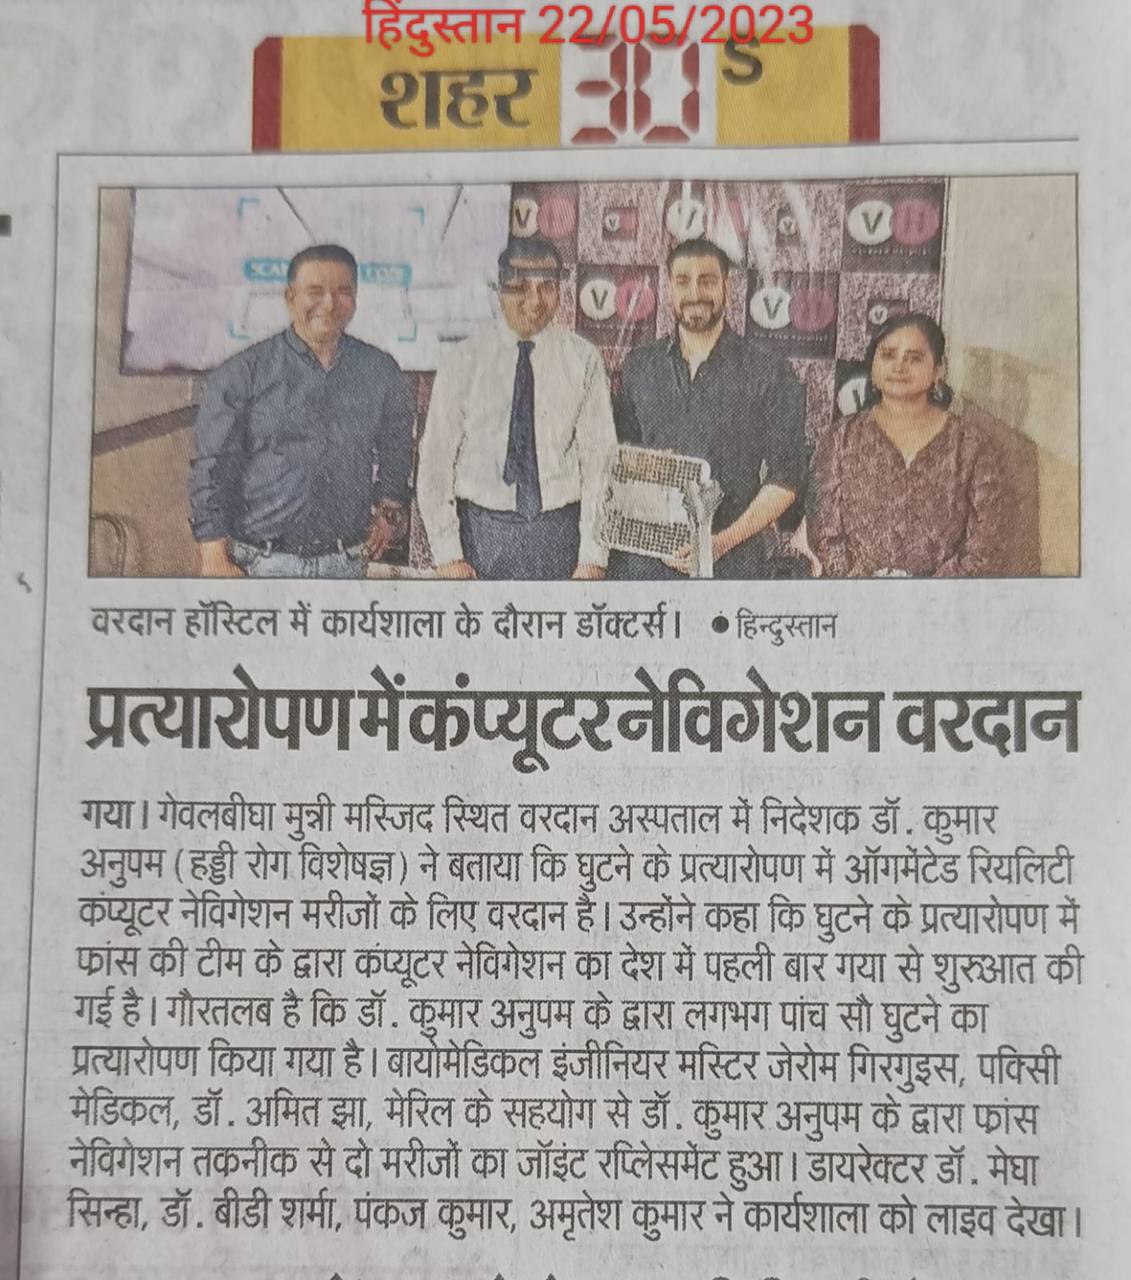 हिंदुस्तान 22/05/2023
शहर 30s
SCAN CODE
V H
V
V
V
V H
V H
V H
V
V
वरदान हॉस्टिल में कार्यशाला के दौरान डॉक्टर्स। ● हिन्दुस्तान
प्रत्यारोपण में कंप्यूटर नेविगेशन वरदान
गया। गेवलबीघा मुन्नी मस्जिद स्थित वरदान अस्पताल में निदेशक डॉ. कुमार
अनुपम (हड्डी रोग विशेषज्ञ) ने बताया कि घुटने के प्रत्यारोपण में ऑगमेंटेड रियलिटी
कंप्यूटर नेविगेशन मरीजों के लिए वरदान है। उन्होंने कहा कि घुटने के प्रत्यारोपण में
फ्रांस की टीम के द्वारा कंप्यूटर नेविगेशन का देश में पहली बार गया से शुरुआत की
गई है। गौरतलब है कि डॉ. कुमार अनुपम के द्वारा लगभग पांच सौ घुटने का
प्रत्यारोपण किया गया है। बायोमेडिकल इंजीनियर मस्टिर जेरोम गिरगुइस, पक्सिी
मेडिकल, डॉ. अमित झा, मेरिल के सहयोग से डॉ. कुमार अनुपम के द्वारा फ्रांस
नेविगेशन तकनीक से दो मरीजों का जॉइंट रप्लेसमेंट हुआ। डायरेक्टर डॉ. मेघा
सिन्हा, डॉ. बीडी शर्मा, पंकज कुमार, अमृतेश कुमार ने कार्यशाला को लाइव देखा।